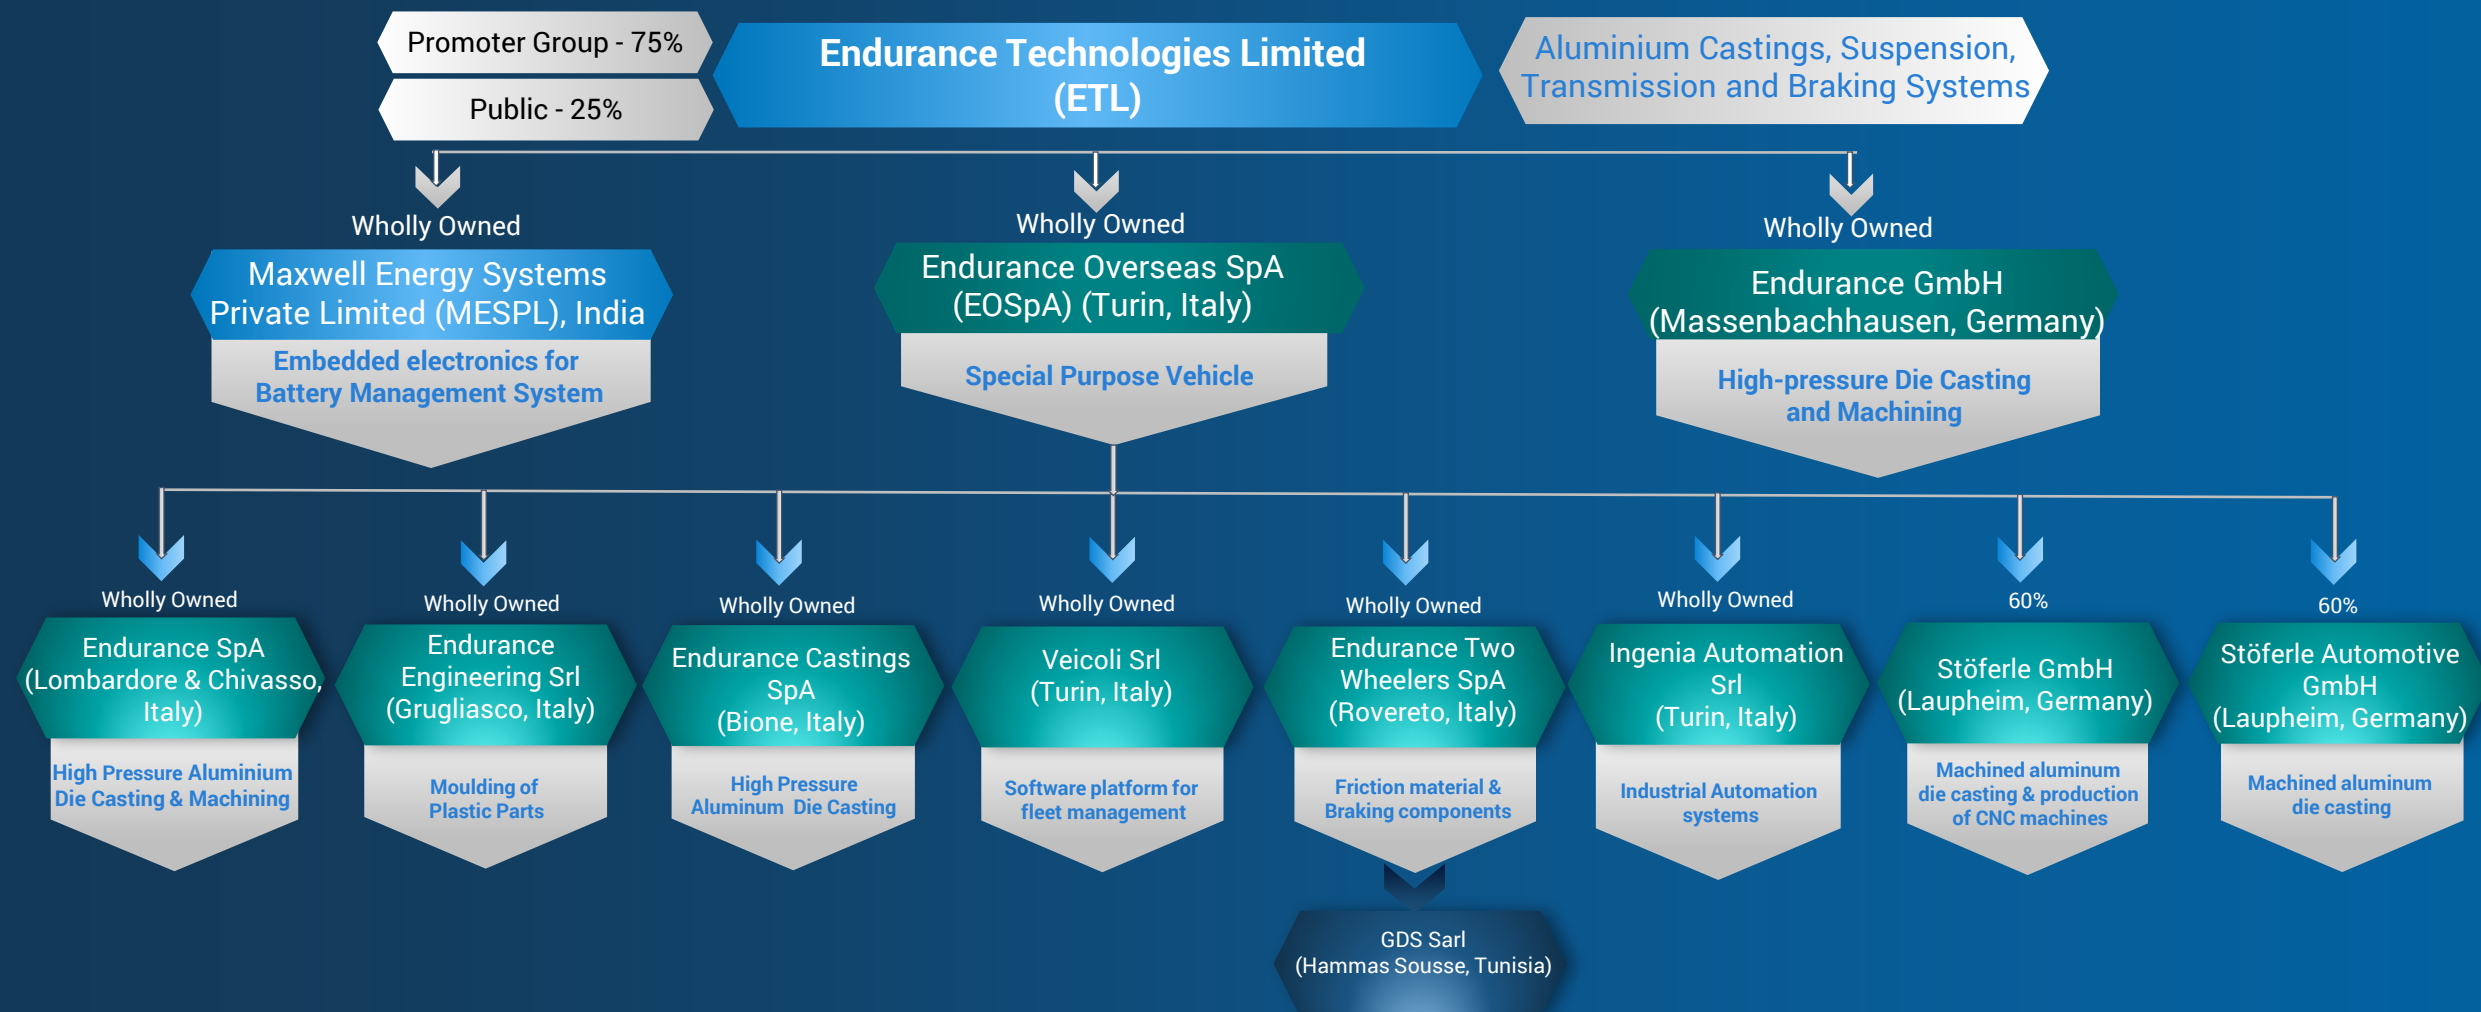 Promoter Group - 75%
Public - 25%
Endurance Technologies Limited
(ETL)
Aluminium Castings, Suspension,
Transmission and Braking Systems
Wholly Owned
Maxwell Energy Systems
Private Limited (MESPL), India
Embedded electronics for
Battery Management System
Wholly Owned
Endurance Overseas SpA
(EOSpA) (Turin, Italy)
Special Purpose Vehicle
Wholly Owned
Endurance GmbH
(Massenbachhausen, Germany)
High-pressure Die Casting
and Machining
Wholly Owned
Endurance SpA
(Lombardore & Chivasso,
Italy)
High Pressure Aluminium
Die Casting & Machining
Wholly Owned
Endurance
Engineering Srl
(Grugliasco, Italy)
Moulding of
Plastic Parts
Wholly Owned
Endurance Castings
SpA
(Bione, Italy)
High Pressure
Aluminum  Die Casting
Wholly Owned
Veicoli Srl
(Turin, Italy)
Software platform for
fleet management
Wholly Owned
Endurance Two
Wheelers SpA
(Rovereto, Italy)
Friction material &
Braking components
GDS Sarl
(Hammas Sousse, Tunisia)
Wholly Owned
Ingenia Automation
Srl
(Turin, Italy)
Industrial Automation
systems
60%
Stöferle GmbH
(Laupheim, Germany)
Machined aluminum
die casting & production
of CNC machines
60%
Stöferle Automotive
GmbH
(Laupheim, Germany)
Machined aluminum
die casting